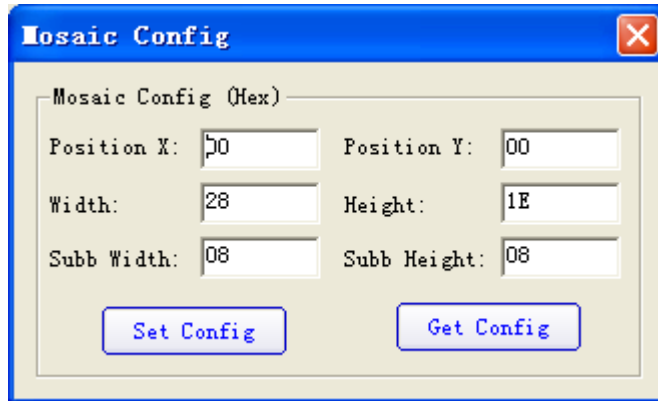 Mosaic Config
Mosaic Config (Hex)
Position X: 00 Position Y: 00
Width: 28 Height: 1E
Subb Width: 08 Subb Height: 08
Set Config Get Config